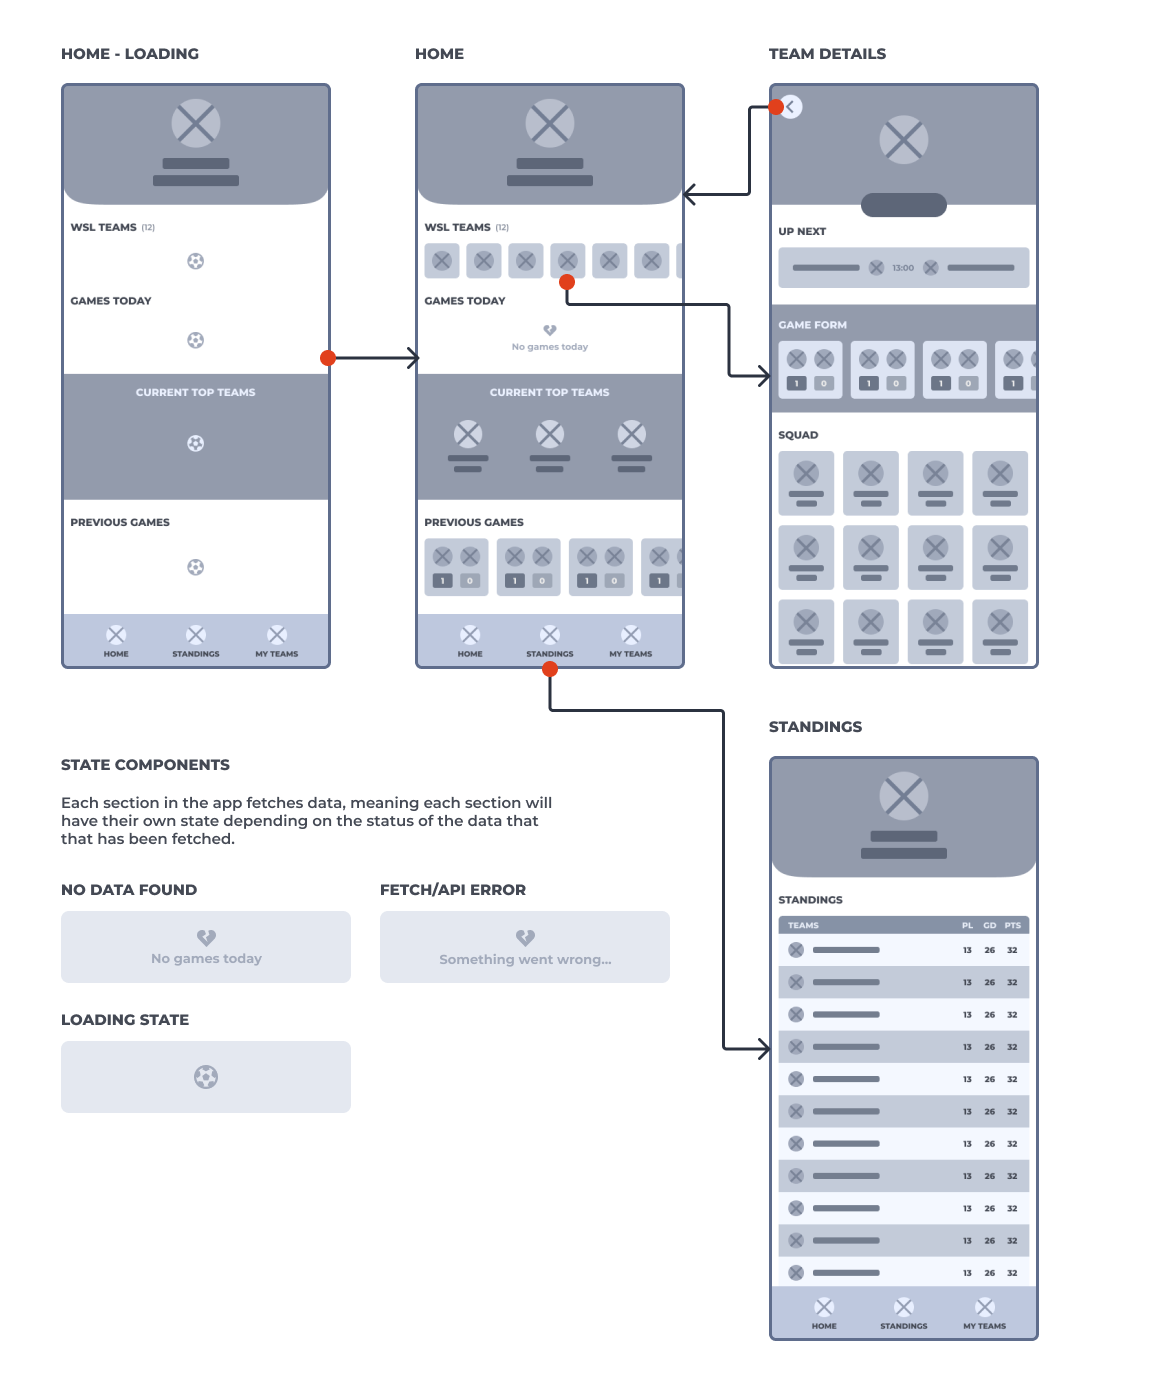 HOME - LOADING
HOME
TEAM DETAILS
WSL TEAMS (12)
GAMES TODAY
CURRENT TOP TEAMS
PREVIOUS GAMES
HOME STANDINGS MY TEAMS
WSL TEAMS (12)
GAMES TODAY
No games today
CURRENT TOP TEAMS
PREVIOUS GAMES
1 0 1 0 1 0 1
HOME STANDINGS MY TEAMS
UP NEXT
13:00
GAME FORM
1 0 1 0 1 0 1
SQUAD
STATE COMPONENTS
Each section in the app fetches data, meaning each section will
have their own state depending on the status of the data that
that has been fetched.
NO DATA FOUND
No games today
FETCH/API ERROR
Something went wrong...
LOADING STATE
STANDINGS
STANDINGS
TEAMS PL GD PTS
13 26 32
13 26 32
13 26 32
13 26 32
13 26 32
13 26 32
13 26 32
13 26 32
13 26 32
13 26 32
13 26 32
HOME STANDINGS MY TEAMS